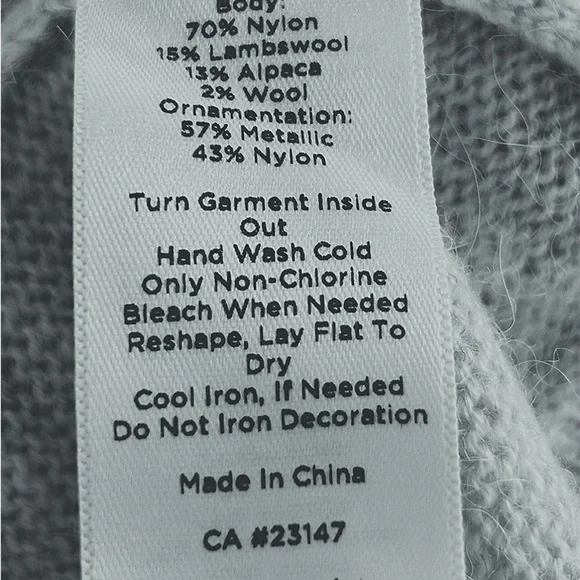 Body:
70% Nylon
15% Lambswool
13% Alpaca
2% Wool
Ornamentation:
57% Metallic
43% Nylon
Turn Garment Inside
Out
Hand Wash Cold
Only Non-Chlorine
Bleach When Needed
Reshape, Lay Flat To
Dry
Cool Iron, If Needed
Do Not Iron Decoration
Made In China
CA #23147